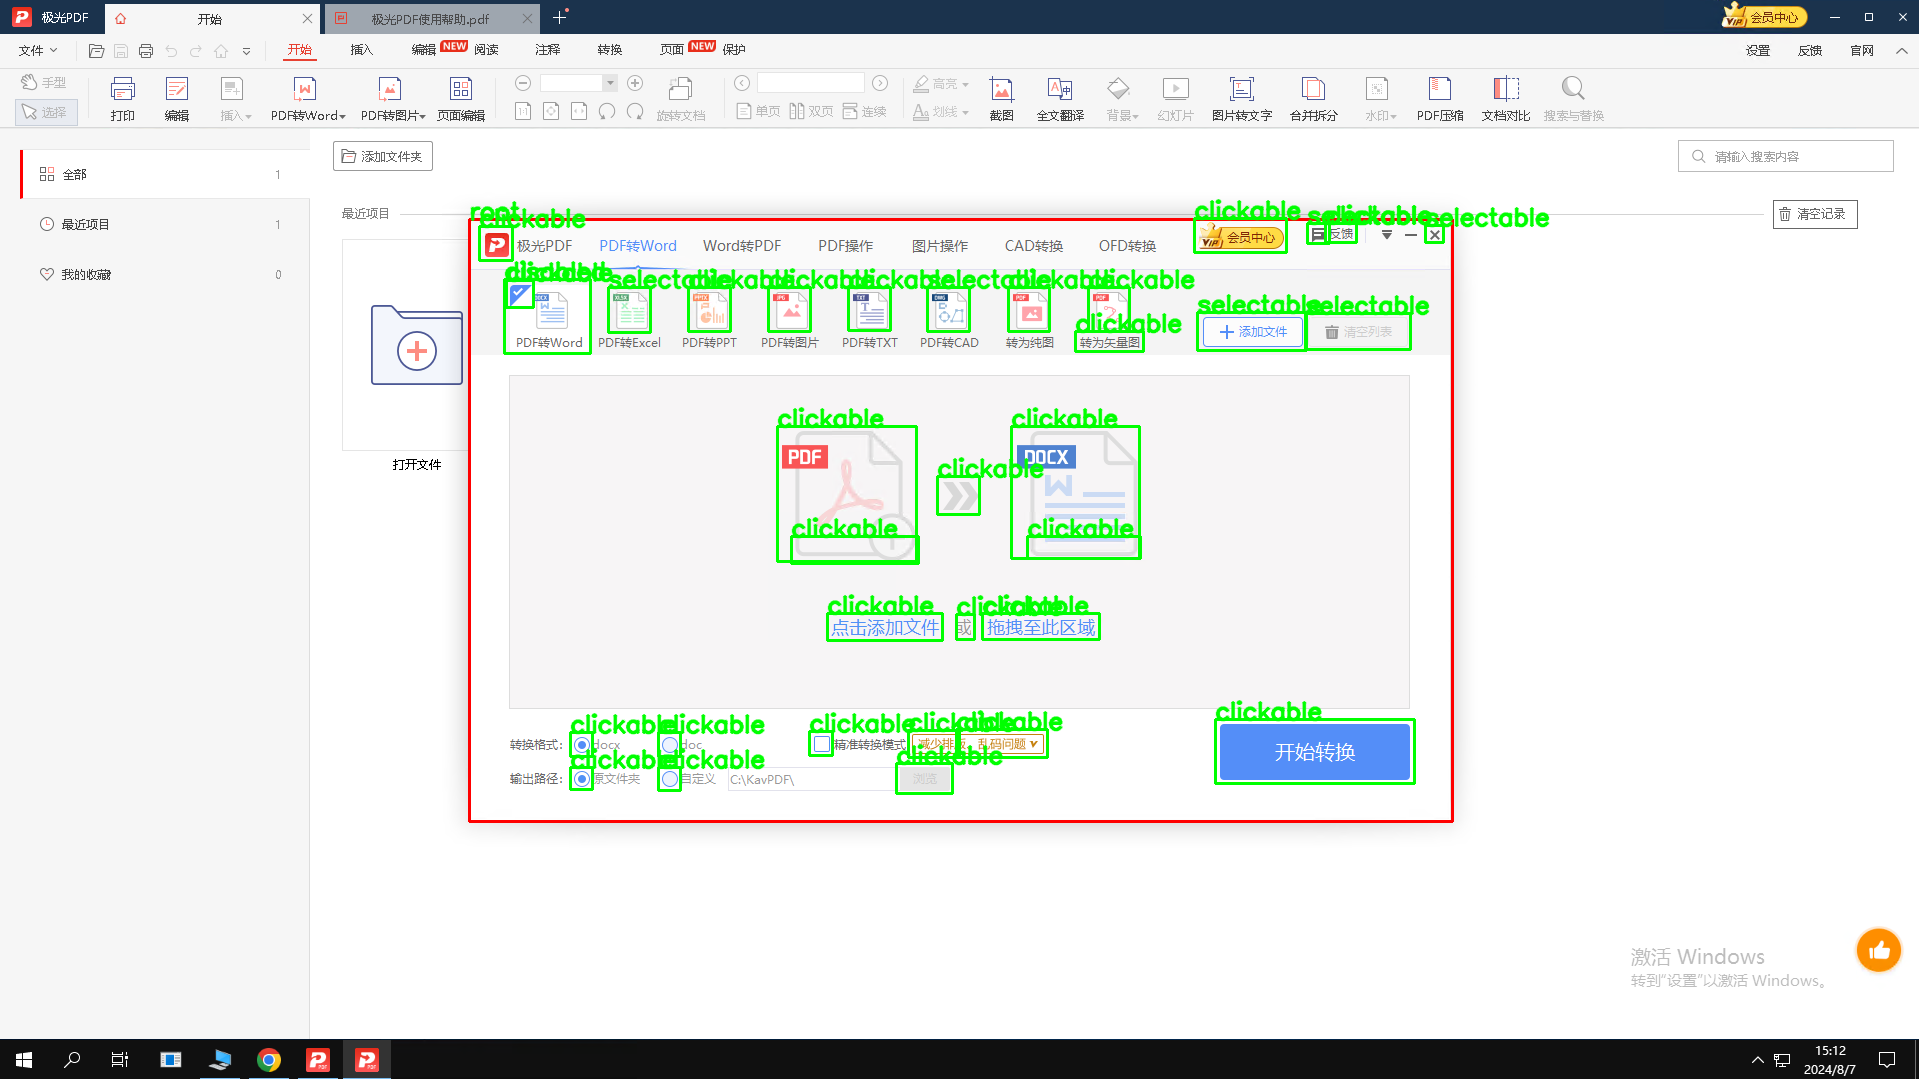 极光PDF
开始
极光PDF使用帮助.pdf
会员中心
文件
开始
插入
编辑
NEW
阅读
注释
转换
页面
NEW
保护
设置
反馈
官网
手型
选择
打印
编辑
插入
PDF转Word
PDF转图片
页面编辑
旋转文档
单页
双页
连续
高亮
划线
截图
全文翻译
背景
幻灯片
图片转文字
合并拆分
水印
PDF压缩
文档对比
搜索与替换
全部
1
最近项目
1
我的收藏
0
添加文件夹
请输入搜索内容
最近项目
清空记录
打开文件
root
clickable
clickable
selectable
selectable
极光PDF
PDF转Word
Word转PDF
PDF操作
图片操作
CAD转换
OFD转换
VIP 会员中心
反馈
selectable
clickable
clickable
selectable
clickable
clickable
clickable
PDF转Word
PDF转Excel
PDF转PPT
PDF转图片
PDF转TXT
PDF转CAD
转为纯图
转为矢量图
selectable
selectable
添加文件
清空列表
clickable
clickable
PDF
DOCX
clickable
clickable
clickable
clickable
clickable
点击添加文件
或
拖拽至此区域
clickable
clickable
clickable
clickable
clickable
转换格式：
docx
doc
精准转换模式
减少排版、乱码问题
开始转换
clickable
clickable
clickable
输出路径：
原文件夹
自定义
C:\KavPDF\
浏览
激活 Windows
转到“设置”以激活 Windows。
15:12
2024/8/7